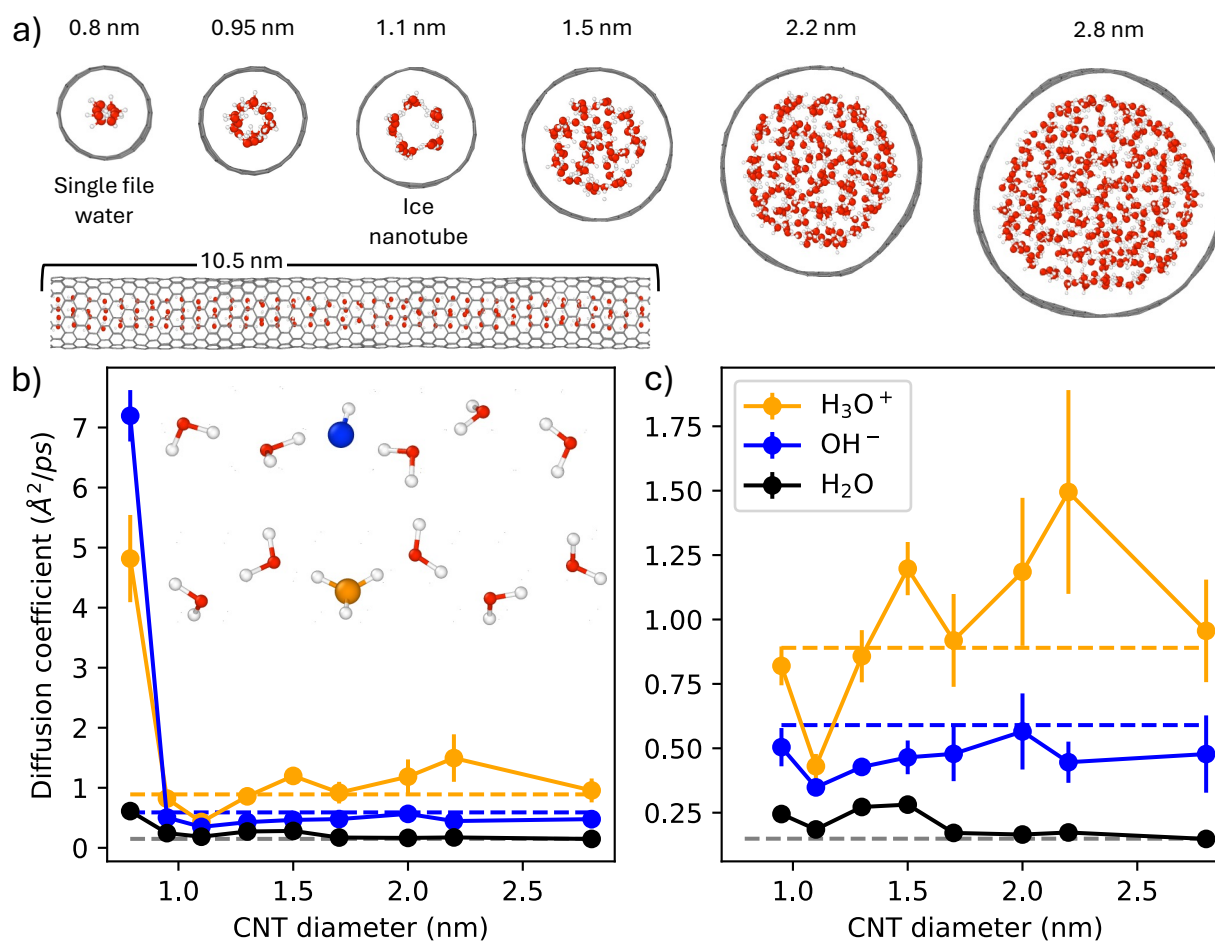 a)
0.8 nm
0.95 nm
1.1 nm
1.5 nm
2.2 nm
2.8 nm
Single file
water
Ice
nanotube
10.5 nm
b)
7
6
5
4
3
2
1
0
Diffusion coefficient (Å²/ps)
1.0
1.5
2.0
2.5
CNT diameter (nm)
c)
H₃O⁺
OH⁻
H₂O
1.75
1.50
1.25
1.00
0.75
0.50
0.25
1.0
1.5
2.0
2.5
CNT diameter (nm)